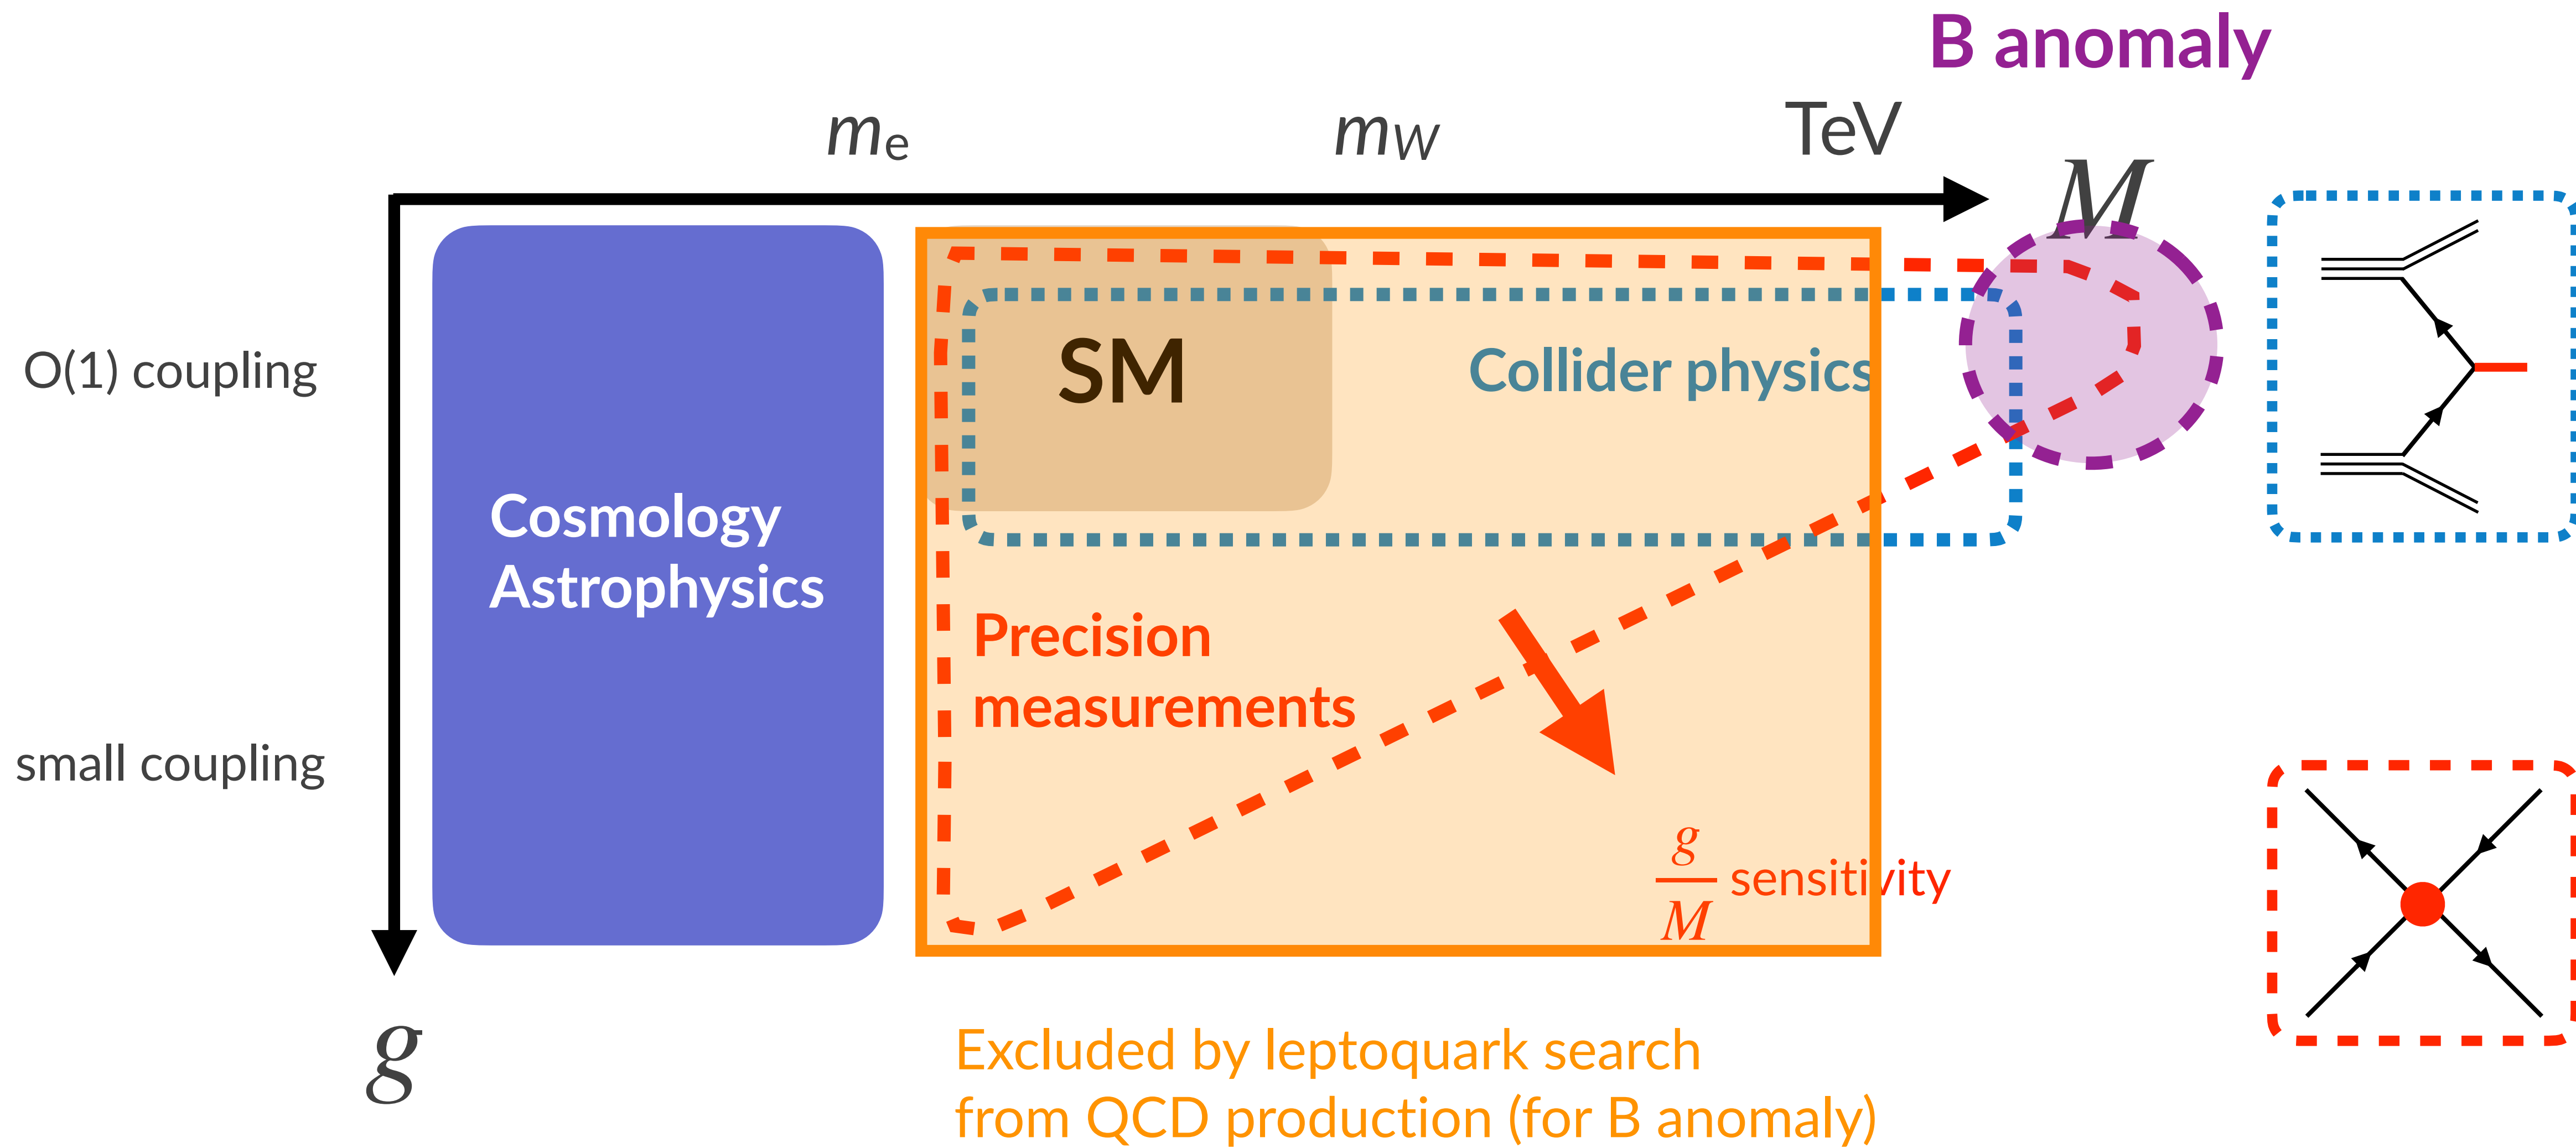 B anomaly
me
mW
TeV
M
O(1) coupling
SM
Collider physics
Cosmology
Astrophysics
Precision
measurements
small coupling
g
M
sensitivity
g
Excluded by leptoquark search
from QCD production (for B anomaly)